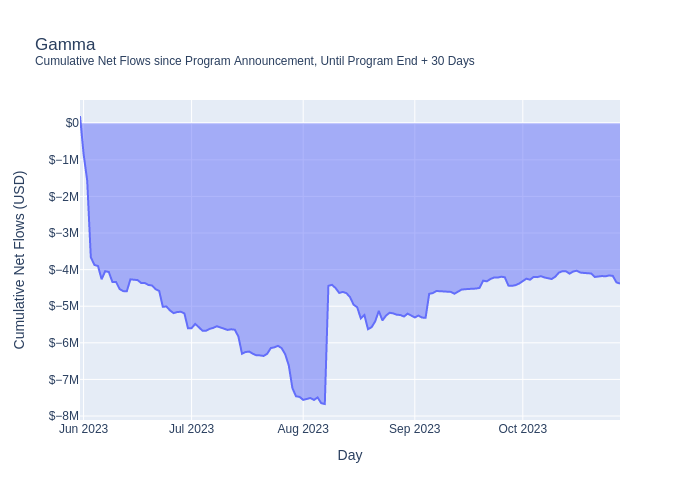 Gamma
Cumulative Net Flows since Program Announcement, Until Program End + 30 Days
Cumulative Net Flows (USD)
$0
$−1M
$−2M
$−3M
$−4M
$−5M
$−6M
$−7M
$−8M
Jun 2023
Jul 2023
Aug 2023
Sep 2023
Oct 2023
Day